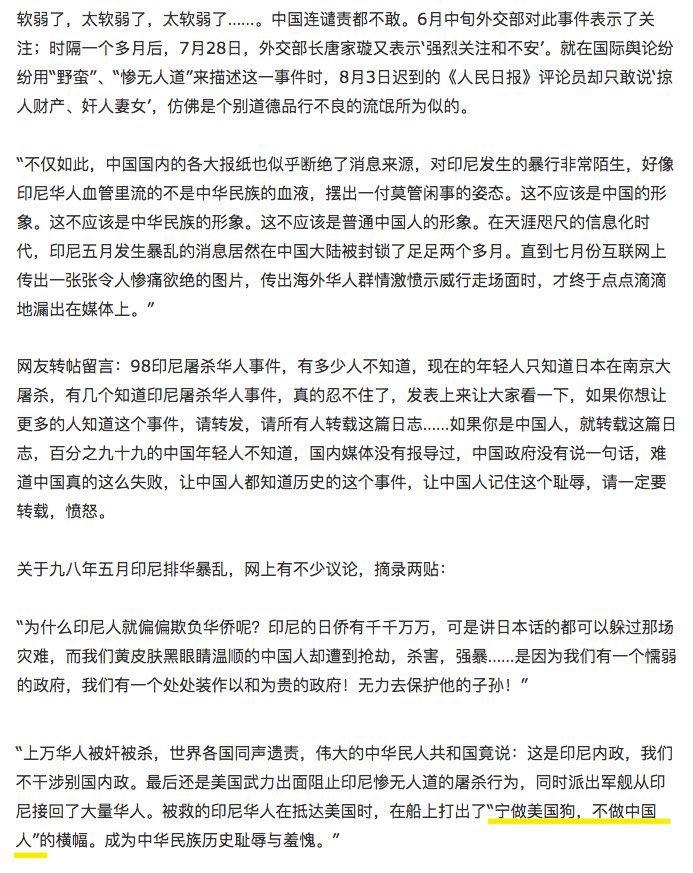 软弱了，太软弱了，太软弱了……。中国连谴责都不敢。6月中旬外交部对此事件表示了关
注；时隔一个多月后，7月28日，外交部长唐家璇又表示‘强烈关注和不安’。就在国际舆论纷
纷用“野蛮”、“惨无人道”来描述这一事件时，8月3日迟到的《人民日报》评论员却只敢说‘掠
人财产、奸人妻女’，仿佛是个别道德品行不良的流氓所为似的。
“不仅如此，中国国内的各大报纸也似乎断绝了消息来源，对印尼发生的暴行非常陌生，好像
印尼华人血管里流的不是中华民族的血液，摆出一付莫管闲事的姿态。这不应该是中国的形
象。这不应该是中华民族的形象。这不应该是普通中国人的形象。在天涯咫尺的信息化时
代，印尼五月发生暴乱的消息居然在中国大陆被封锁了足足两个多月。直到七月份互联网上
传出一张张令人惨痛欲绝的图片，传出海外华人群情激愤示威行走场面时，才终于点点滴滴
地漏出在媒体上。”
网友转帖留言：98印尼屠杀华人事件，有多少人不知道，现在的年轻人只知道日本在南京大
屠杀，有几个知道印尼屠杀华人事件，真的忍不住了，发表上来让大家看一下，如果你想让
更多的人知道这个事件，请转发，请所有人转载这篇日志……如果你是中国人，就转载这篇日
志，百分之九十九的中国年轻人不知道，国内媒体没有报导过，中国政府没有说一句话，难
道中国真的这么失败，让中国人都知道历史的这个事件，让中国人记住这个耻辱，请一定要
转载，愤怒。
关于九八年五月印尼排华暴乱，网上有不少议论，摘录两贴：
“为什么印尼人就偏偏欺负华侨呢？印尼的日侨有千千万万，可是讲日本话的都可以躲过那场
灾难，而我们黄皮肤黑眼睛温顺的中国人却遭到抢劫，杀害，强暴……是因为我们有一个懦弱
的政府，我们有一个处处装作以和为贵的政府！无力去保护他的子孙！”
“上万华人被奸被杀，世界各国同声遗责，伟大的中华民人共和国竟说：这是印尼内政，我们
不干涉别国内政。最后还是美国武力出面阻止印尼惨无人道的屠杀行为，同时派出军舰从印
尼接回了大量华人。被救的印尼华人在抵达美国时，在船上打出了“宁做美国狗，不做中国
人”的横幅。成为中华民族历史耻辱与羞愧。”